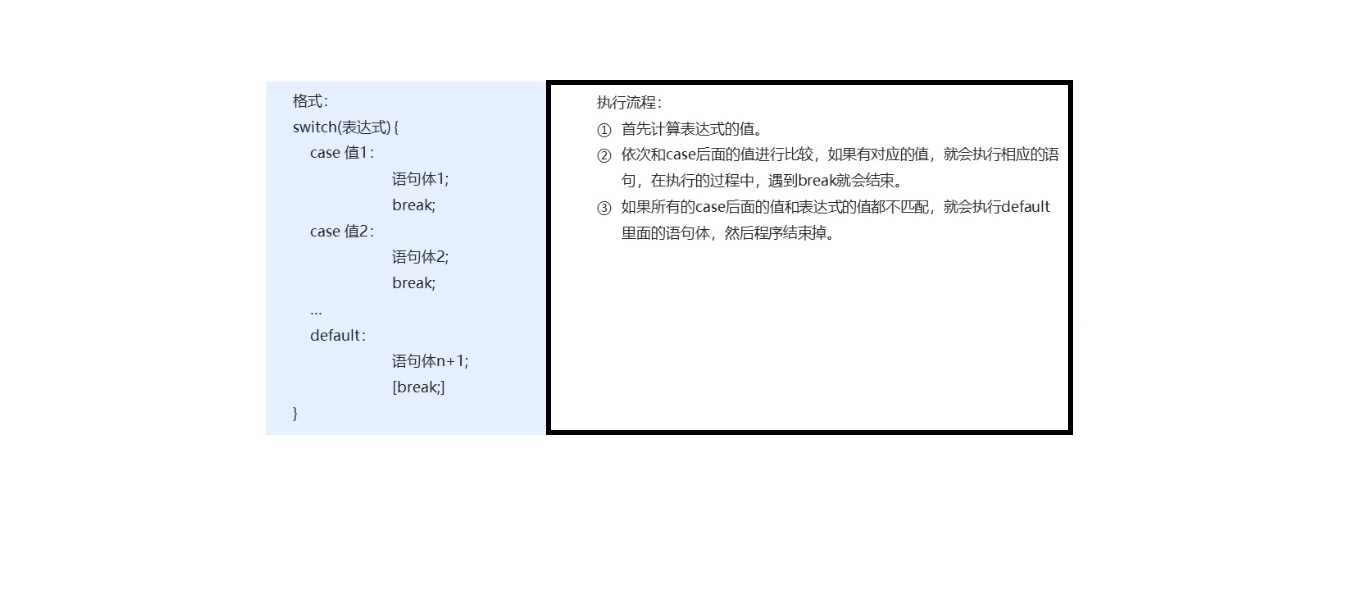 格式：
switch(表达式) {
case 值1：
语句体1;
break;
case 值2：
语句体2;
break;
...
default：
语句体n+1;
[break;]
}
执行流程：
① 首先计算表达式的值。
② 依次和case后面的值进行比较，如果有对应的值，就会执行相应的语
句，在执行的过程中，遇到break就会结束。
③ 如果所有的case后面的值和表达式的值都不匹配，就会执行default
里面的语句体，然后程序结束掉。